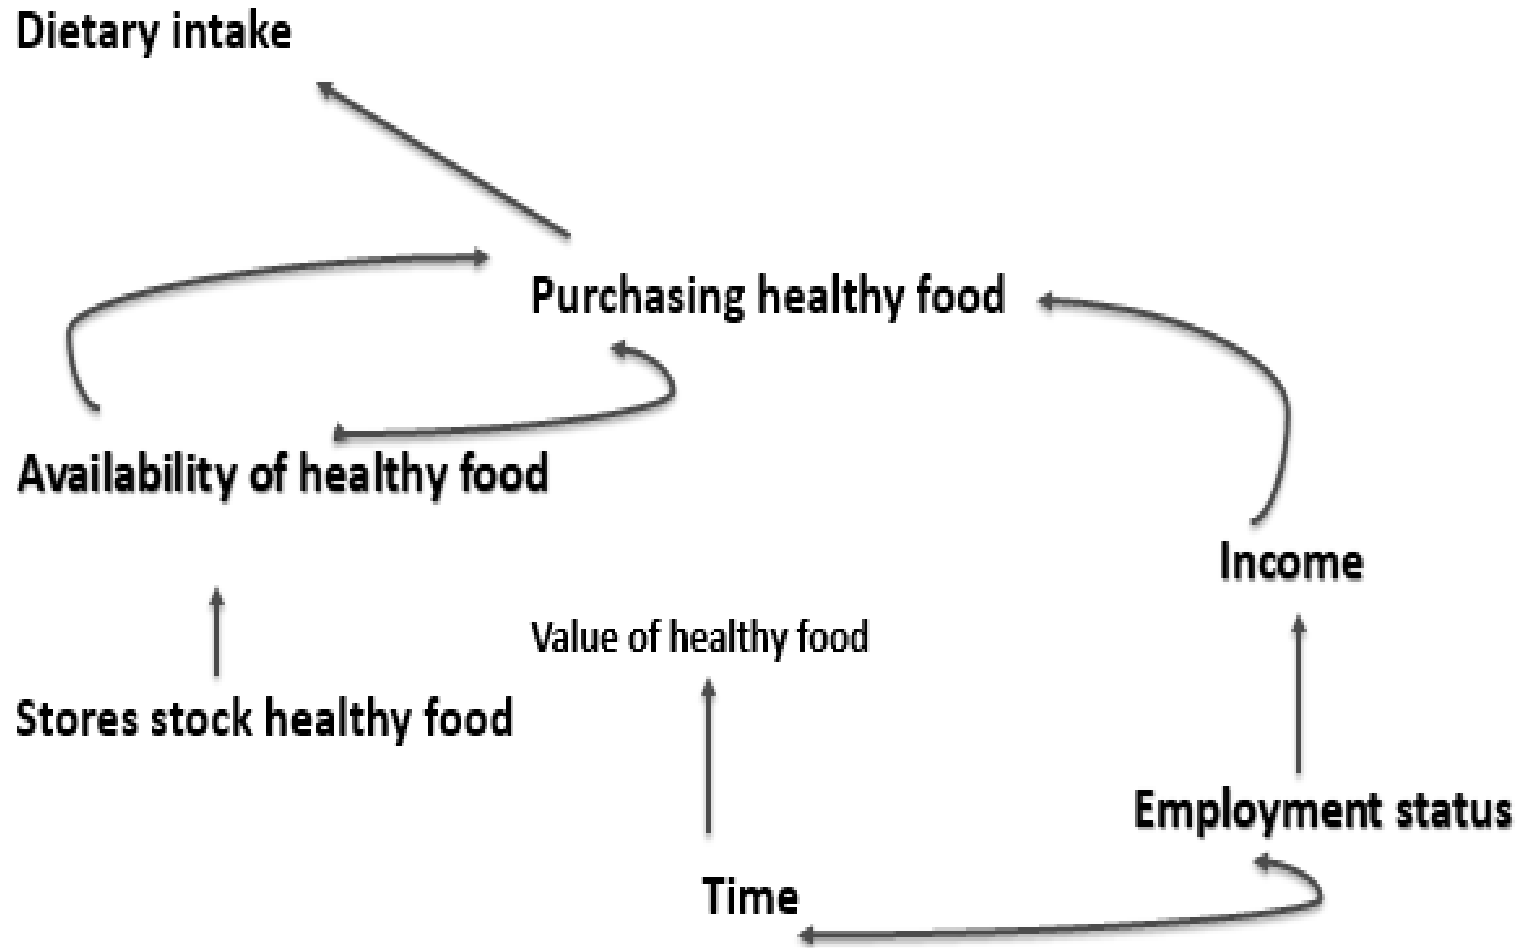 Dietary intake
Purchasing healthy food
Availability of healthy food
Income
Value of healthy food
Stores stock healthy food
Employment status
Time